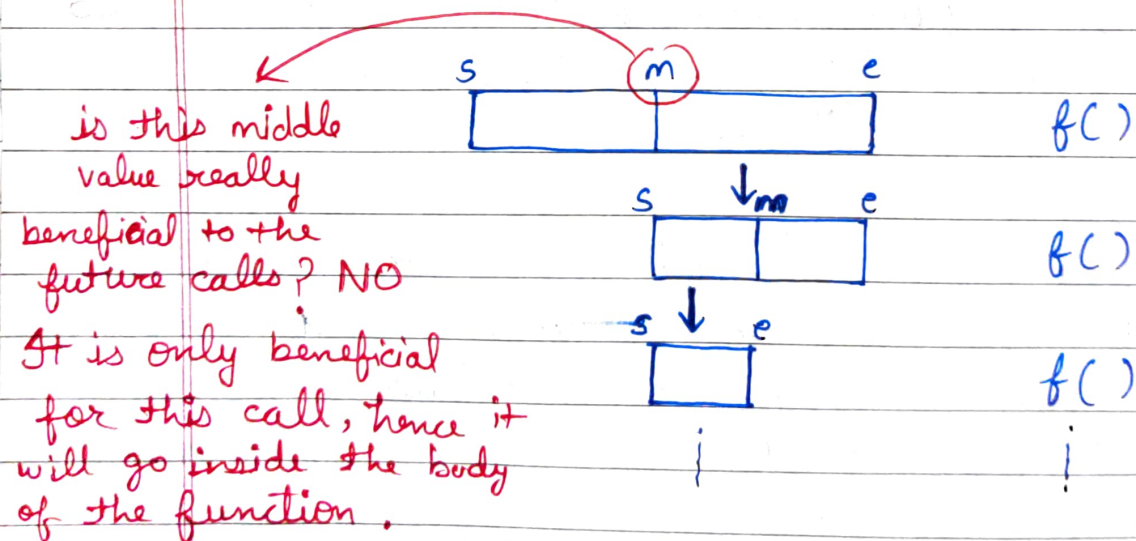 s m e
is this middle f( )
value really
s m e
beneficial to the f( )
future calls? NO
s e
It is only beneficial
for this call, hence it f( )
will go inside the body
of the function.